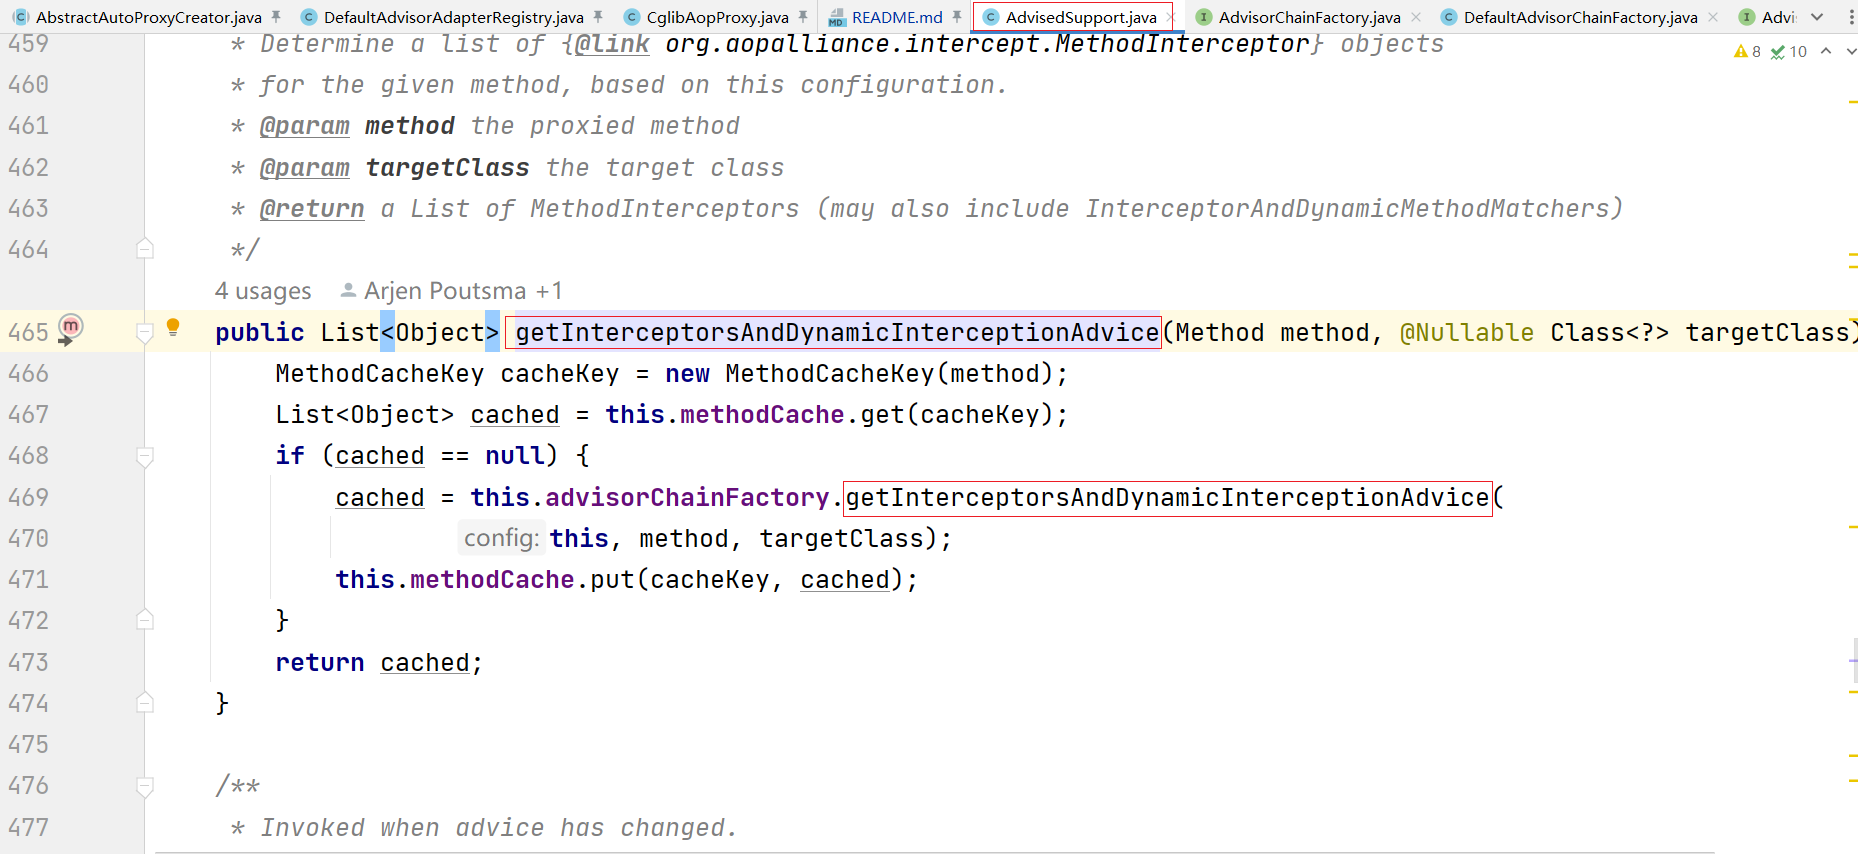 AbstractAutoProxyCreator.java DefaultAdvisorAdapterRegistry.java CglibAopProxy.java README.md AdvisedSupport.java AdvisorChainFactory.java DefaultAdvisorChainFactory.java
8 10
459 * Determine a list of {@link org.aopalliance.intercept.MethodInterceptor} objects
460 * for the given method, based on this configuration.
461 * @param method the proxied method
462 * @param targetClass the target class
463 * @return a List of MethodInterceptors (may also include InterceptorAndDynamicMethodMatchers)
464 */
4 usages Arjen Poutsma +1
465 public List<Object> getInterceptorsAndDynamicInterceptionAdvice(Method method, @Nullable Class<?> targetClass)
466 MethodCacheKey cacheKey = new MethodCacheKey(method);
467 List<Object> cached = this.methodCache.get(cacheKey);
468 if (cached == null) {
469 cached = this.advisorChainFactory.getInterceptorsAndDynamicInterceptionAdvice(
470 config: this, method, targetClass);
471 this.methodCache.put(cacheKey, cached);
472 }
473 return cached;
474 }
475
476 /**
477 * Invoked when advice has changed.